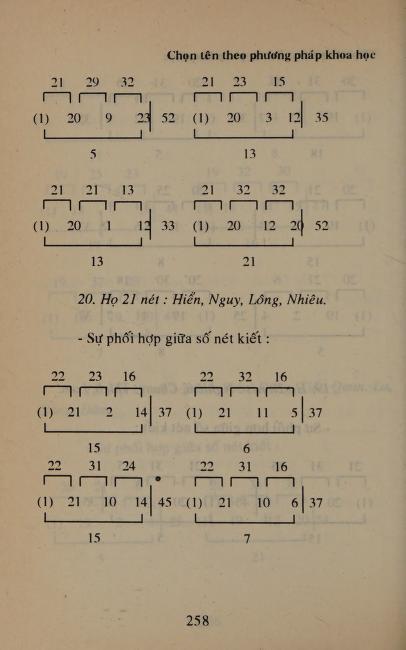 Chọn tên theo phương pháp khoa học
21 29 32 21 23 15
(1) 20 9 23 52 (1) 20 3 12 35
5 13
21 21 13 21 32 32
(1) 20 1 12 33 (1) 20 12 20 52
13 21
20. Họ 21 nét : Hiển, Nguy, Lông, Nhiêu.
- Sự phối hợp giữa số nét kiết :
22 23 16 22 32 16
(1) 21 2 14 37 (1) 21 11 5 37
15 6
22 31 24 22 31 16
(1) 21 10 14 45 (1) 21 10 6 37
15 7
258